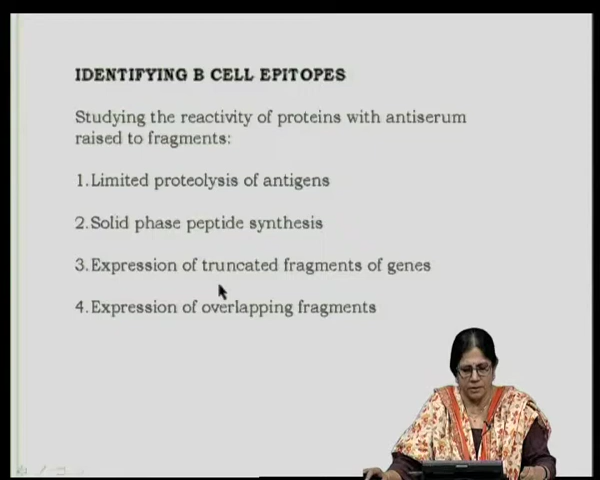 IDENTIFYING B CELL EPITOPES
Studying the reactivity of proteins with antiserum
raised to fragments:
1.Limited proteolysis of antigens
2.Solid phase peptide synthesis
3.Expression of truncated fragments of genes
4.Expression of overlapping fragments